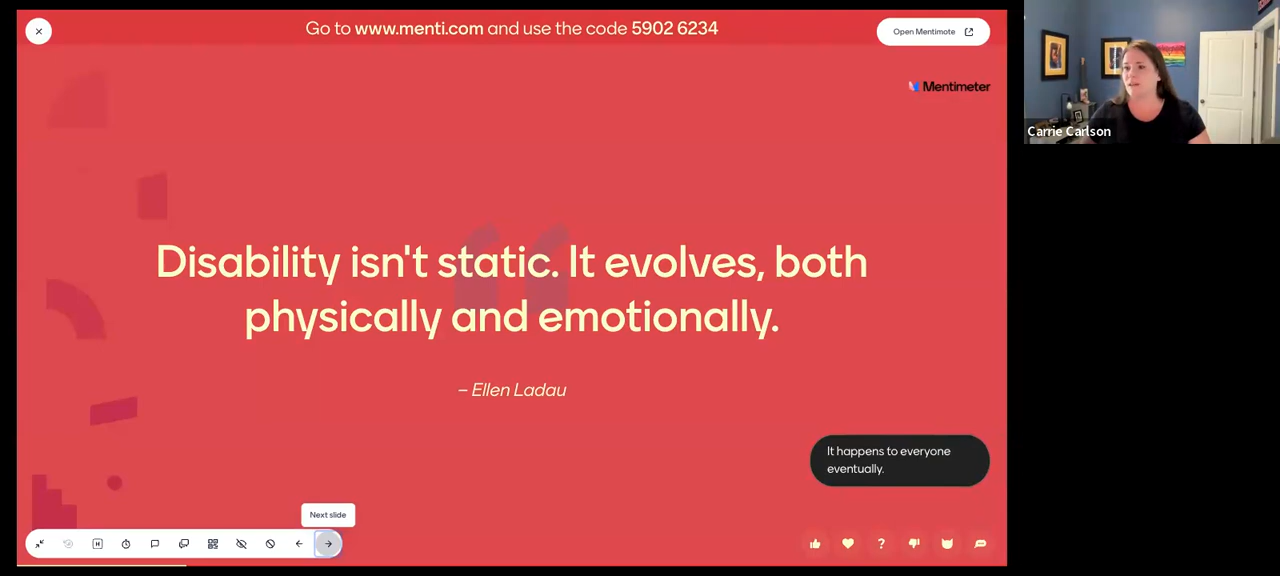 Go to www.menti.com and use the code 5902 6234
Open Mentimote
Mentimeter
Carrie Carlson
Disability isn't static. It evolves, both
physically and emotionally.
– Ellen Ladau
It happens to everyone
eventually.
Next slide
H